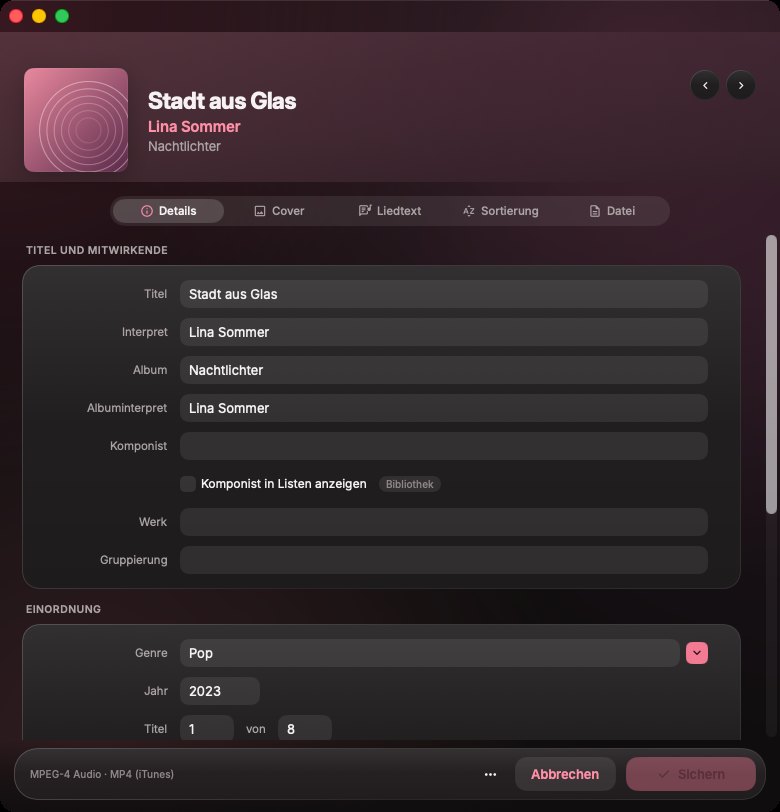 Stadt aus Glas
Lina Sommer
Nachtlichter
Details Cover Liedtext Sortierung Datei
TITEL UND MITWIRKENDE
Titel Stadt aus Glas
Interpret Lina Sommer
Album Nachtlichter
Albuminterpret Lina Sommer
Komponist
Komponist in Listen anzeigen Bibliothek
Werk
Gruppierung
EINORDNUNG
Genre Pop
Jahr 2023
Titel 1 von 8
MPEG-4 Audio · MP4 (iTunes) ••• Abbrechen Sichern